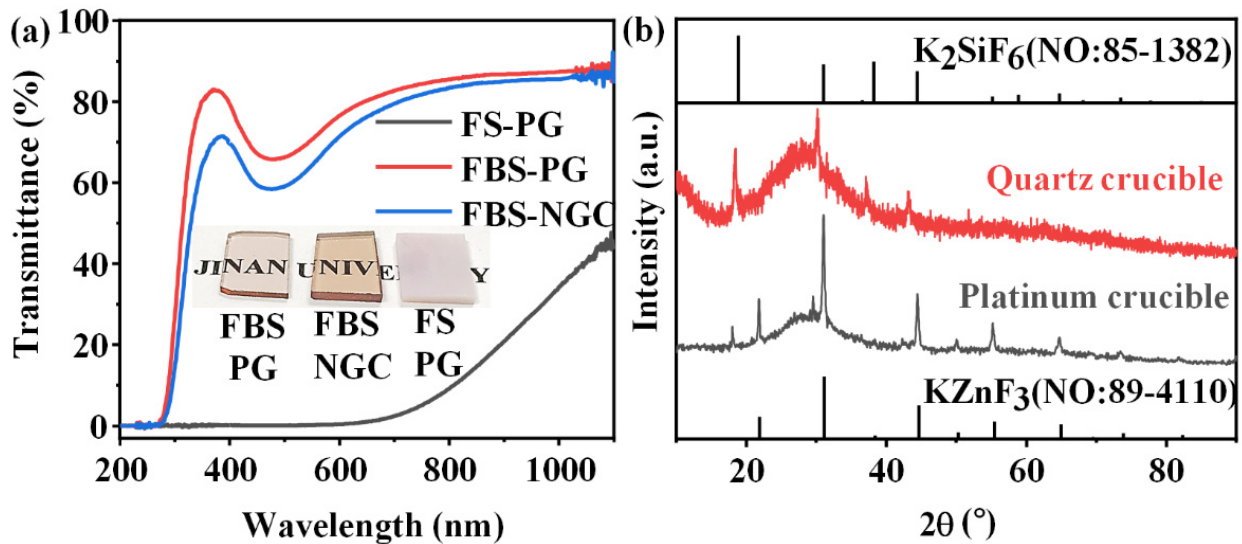 (a)
100
80
60
40
20
0
Transmittance (%)
FS-PG
FBS-PG
FBS-NGC
JINAN UNIVE Y
FBS FBS FS
PG NGC PG
200 400 600 800 1000
Wavelength (nm)
(b)
K₂SiF₆(NO:85-1382)
Quartz crucible
Platinum crucible
KZnF₃(NO:89-4110)
Intensity (a.u.)
20 40 60 80
2θ (°)